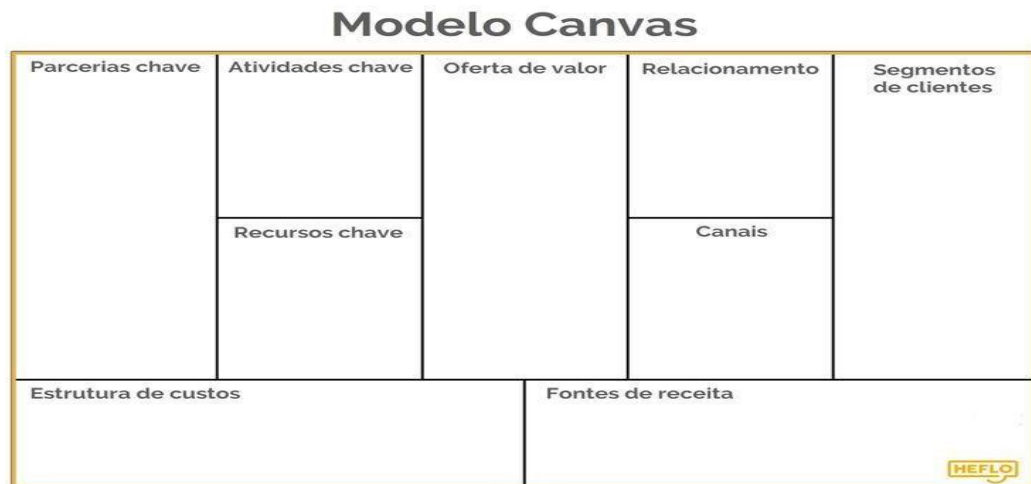 Modelo Canvas
Parcerias chave
Atividades chave
Oferta de valor
Relacionamento
Segmentos
de clientes
Recursos chave
Canais
Estrutura de custos
Fontes de receita
HEFLO